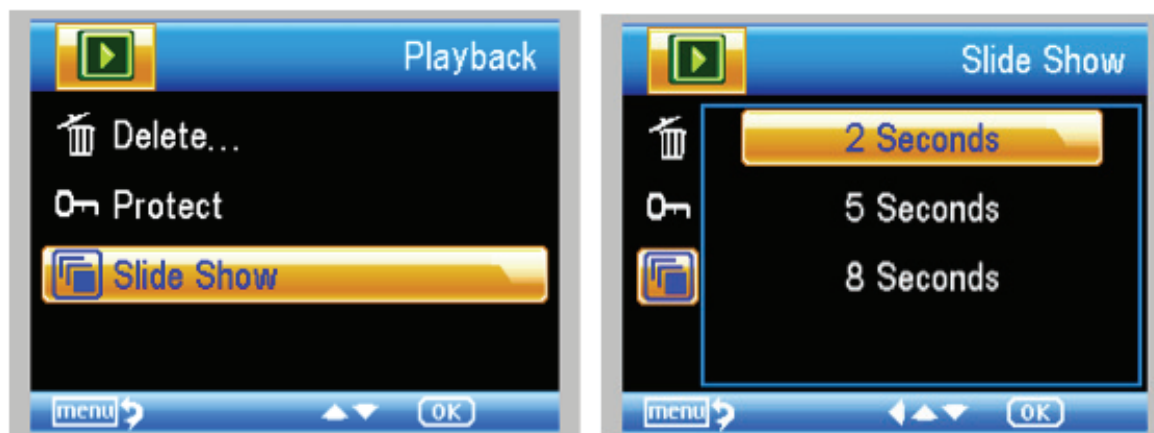 Playback
Delete...
Protect
Slide Show
menu OK
Slide Show
2 Seconds
5 Seconds
8 Seconds
menu OK